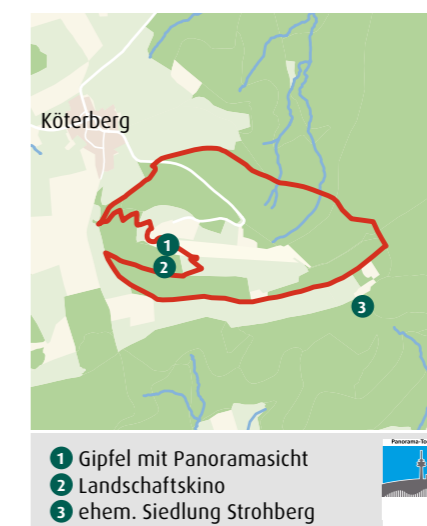 Köterberg
1
2
3
1 Gipfel mit Panoramasicht
2 Landschaftskino
3 ehem. Siedlung Strohberg